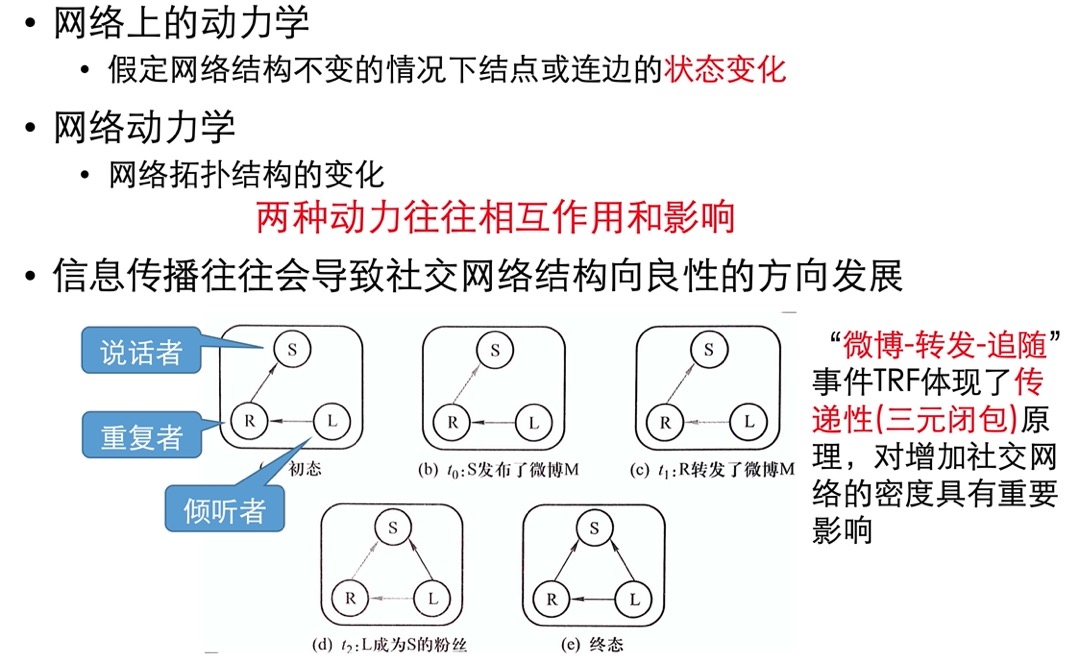 • 网络上的动力学
• 假定网络结构不变的情况下结点或连边的状态变化
• 网络动力学
• 网络拓扑结构的变化
两种动力往往相互作用和影响
• 信息传播往往会导致社交网络结构向良性的方向发展
说话者
重复者
倾听者
S
R
L
初态
S
R
L
(b) t₀:S发布了微博M
S
R
L
(c) t₁:R转发了微博M
S
R
L
(d) t₂:L成为S的粉丝
S
R
L
(e) 终态
“微博-转发-追随”
事件TRF体现了传
递性(三元闭包)原
理，对增加社交网
络的密度具有重要
影响